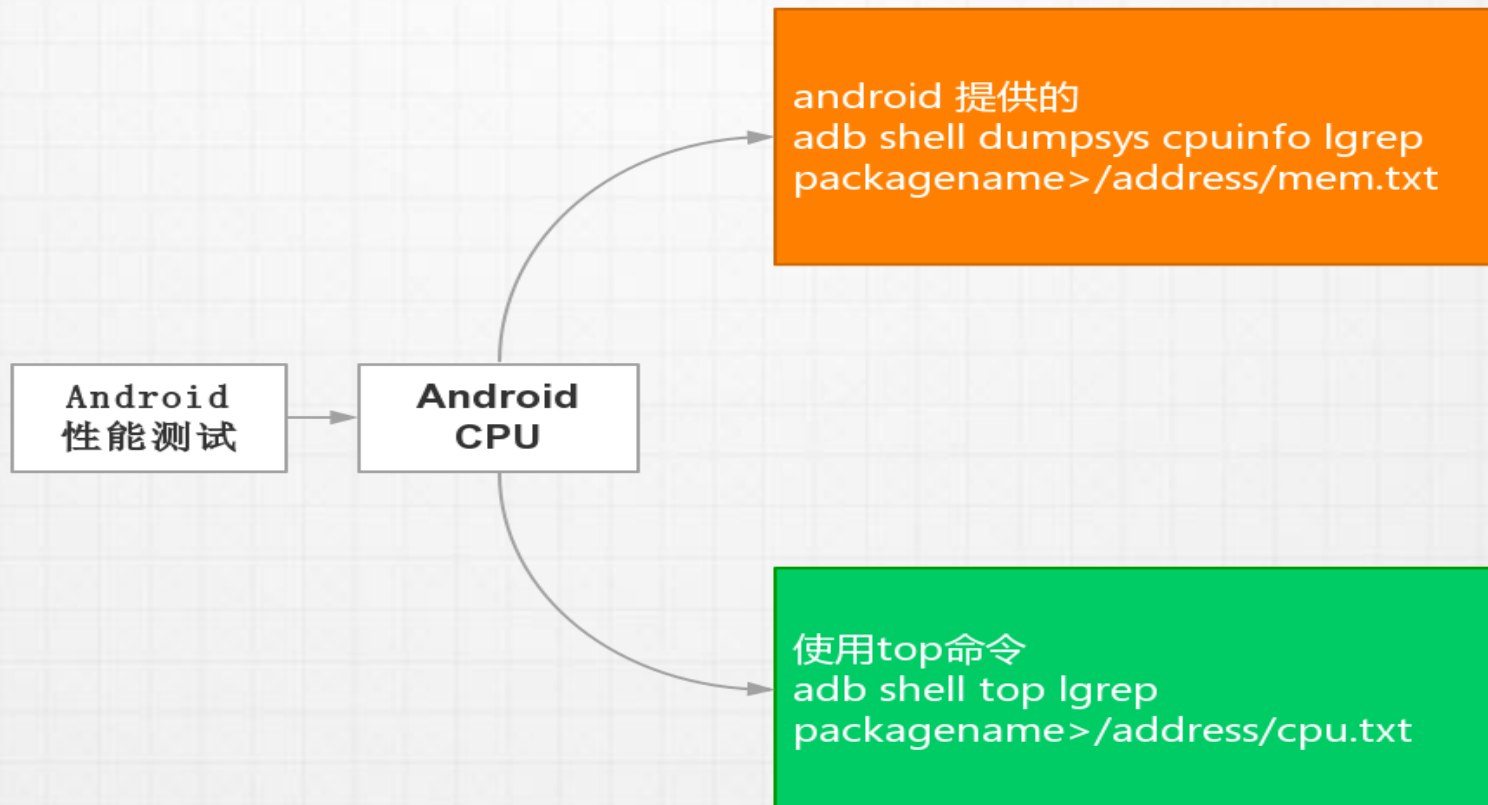 android 提供的
adb shell dumpsys cpuinfo lgrep
packagename>/address/mem.txt
Android
性能测试
Android
CPU
使用top命令
adb shell top lgrep
packagename>/address/cpu.txt